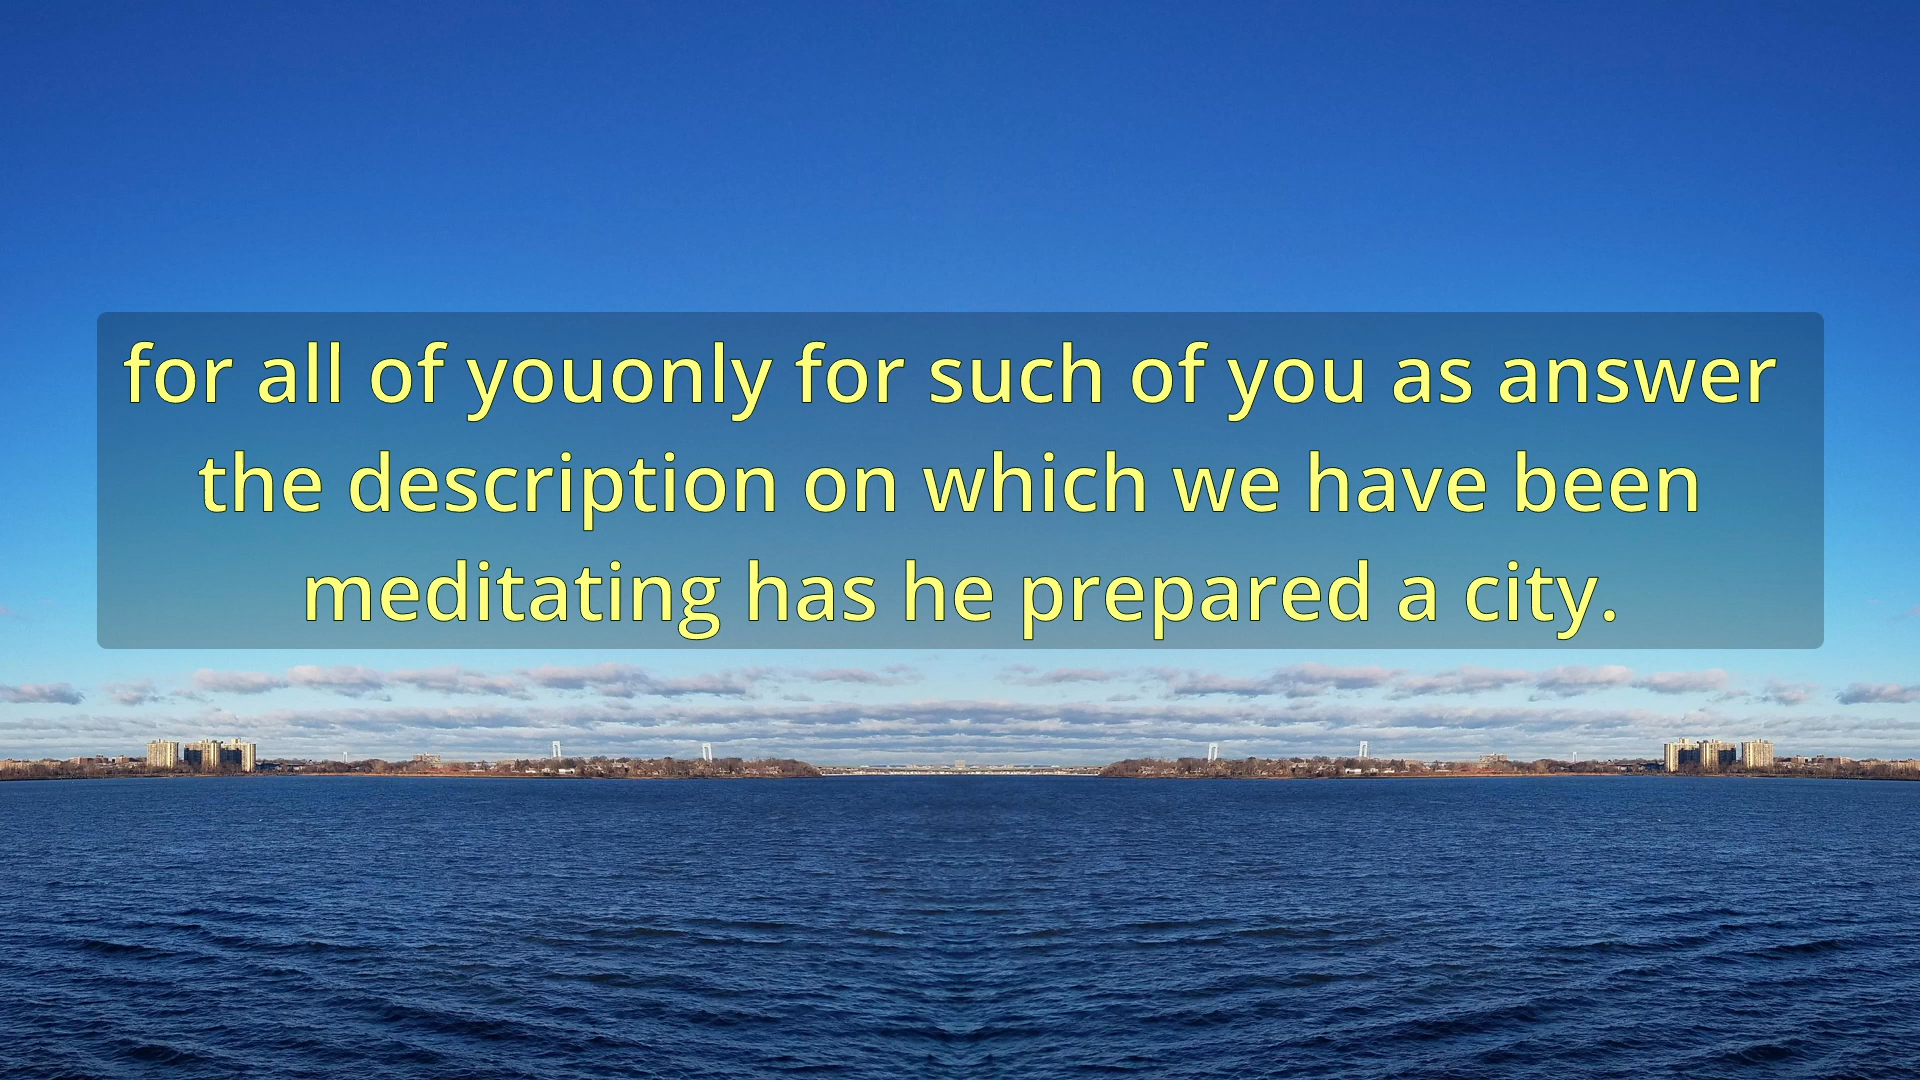 for all of youonly for such of you as answer
the description on which we have been
meditating has he prepared a city.